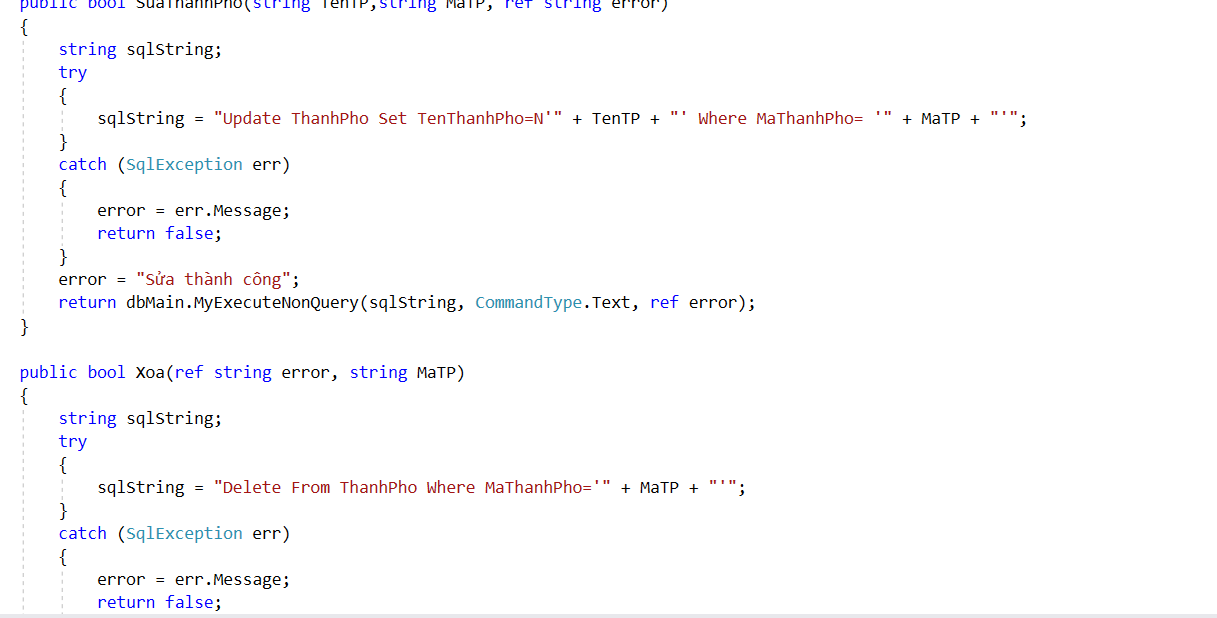 public bool SuaThanhPho(string TenTP,string MaTP, ref string error)
{
string sqlString;
try
{
sqlString = "Update ThanhPho Set TenThanhPho=N'" + TenTP + "' Where MaThanhPho= '" + MaTP + "'";
}
catch (SqlException err)
{
error = err.Message;
return false;
}
error = "Sửa thành công";
return dbMain.MyExecuteNonQuery(sqlString, CommandType.Text, ref error);
}
public bool Xoa(ref string error, string MaTP)
{
string sqlString;
try
{
sqlString = "Delete From ThanhPho Where MaThanhPho='" + MaTP + "'";
}
catch (SqlException err)
{
error = err.Message;
return false;